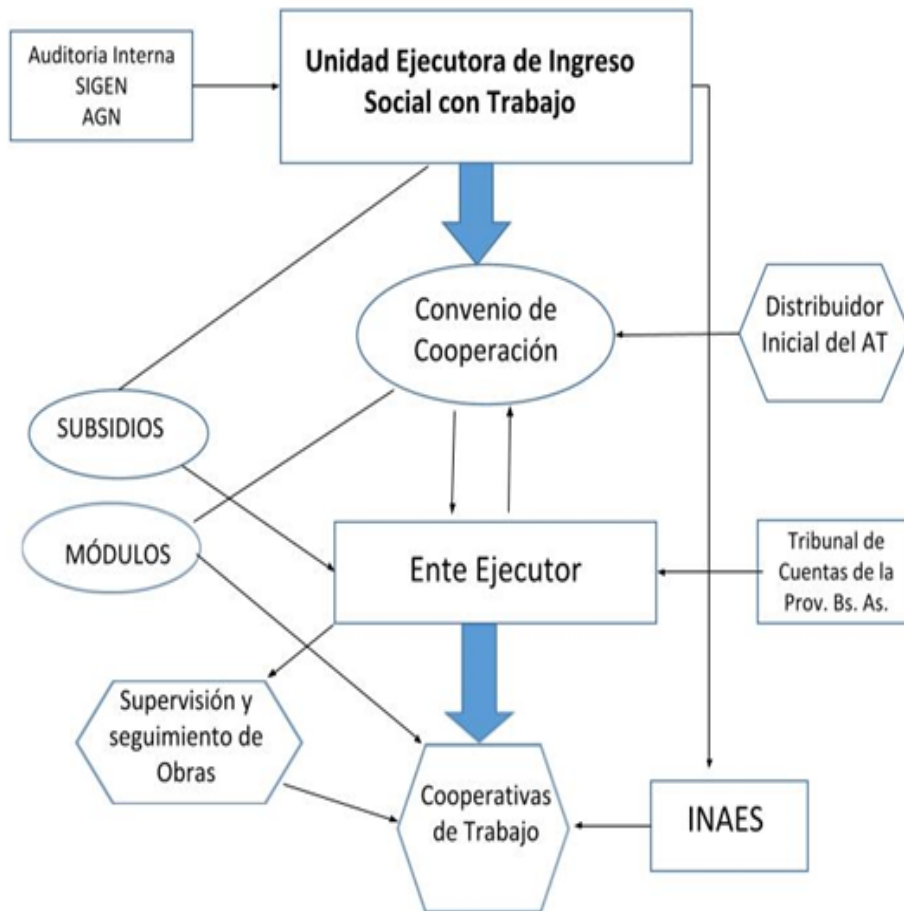 Auditoria Interna
SIGEN
AGN
Unidad Ejecutora de Ingreso
Social con Trabajo
Convenio de
Cooperación
Distribuidor
Inicial del AT
SUBSIDIOS
MÓDULOS
Ente Ejecutor
Tribunal de
Cuentas de la
Prov. Bs. As.
Supervisión y
seguimiento de
Obras
Cooperativas
de Trabajo
INAES